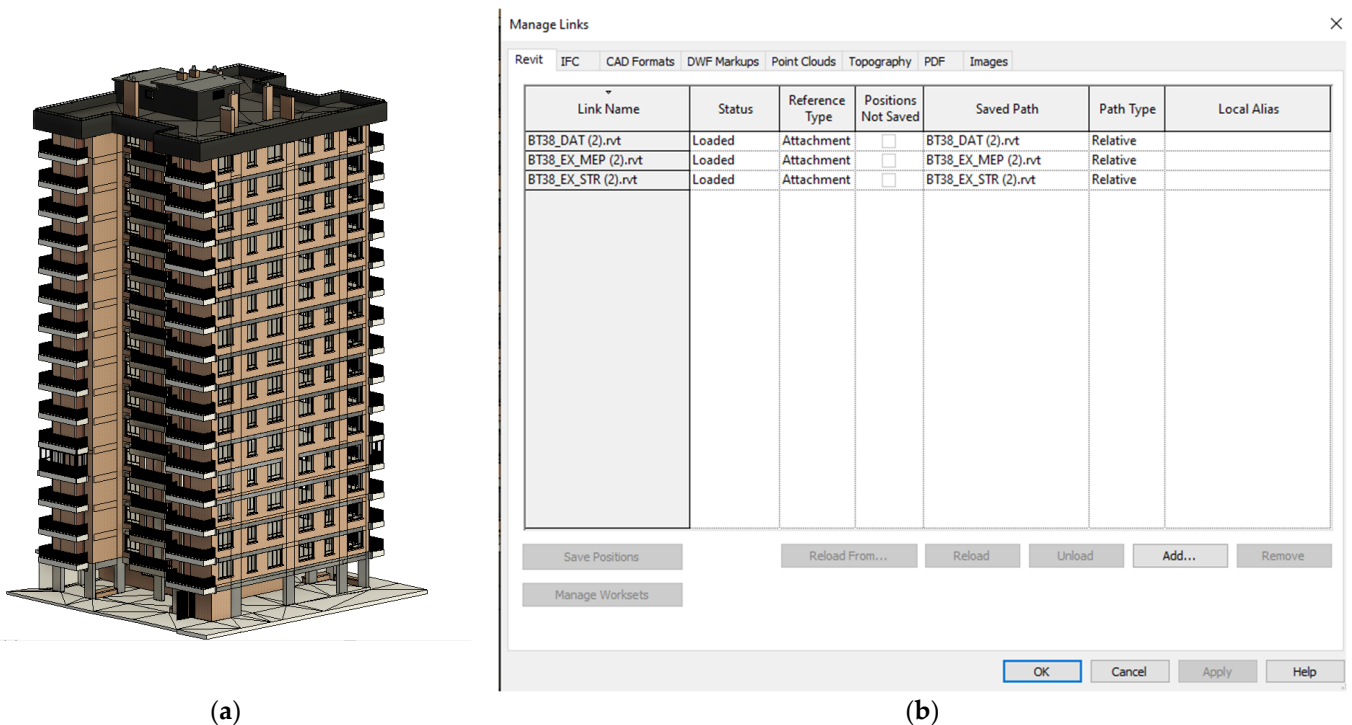 Manage Links
Revit IFC CAD Formats DWF Markups Point Clouds Topography PDF Images
Link Name Status Reference Type Positions Not Saved Saved Path Path Type Local Alias
BT38_DAT (2).rvt Loaded Attachment BT38_DAT (2).rvt Relative
BT38_EX_MEP (2).rvt Loaded Attachment BT38_EX_MEP (2).rvt Relative
BT38_EX_STR (2).rvt Loaded Attachment BT38_EX_STR (2).rvt Relative
Save Positions Reload From... Reload Unload Add... Remove
Manage Worksets
OK Cancel Apply Help
(a) (b)